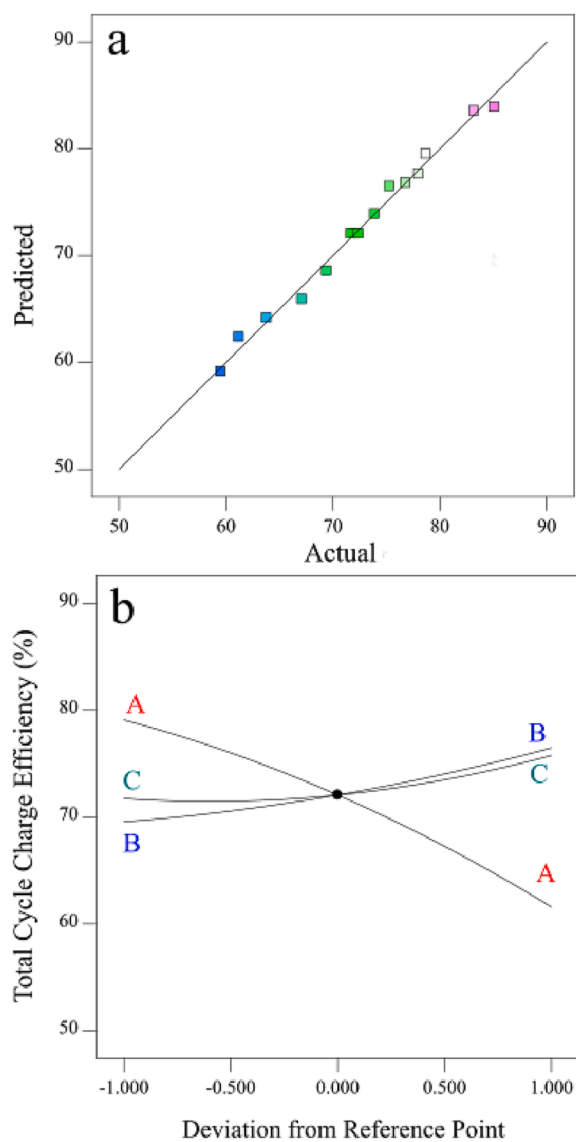 a
90
80
70
60
50
Predicted
50 60 70 80 90
Actual
b
90
80
70
60
50
Total Cycle Charge Efficiency (%)
A
C
B
B
C
A
-1.000 -0.500 0.000 0.500 1.000
Deviation from Reference Point